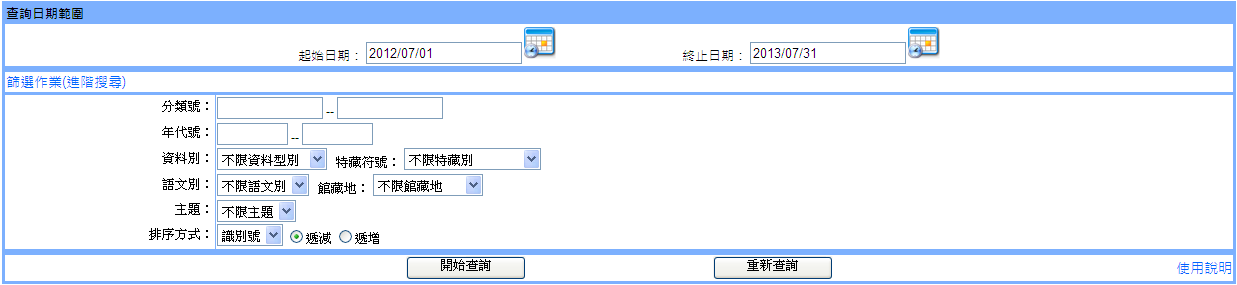 查詢日期範圍
起始日期： 2012/07/01 終止日期： 2013/07/31
篩選作業(進階搜尋)
分類號： --
年代號： --
資料別： 不限資料型別 特藏符號： 不限特藏別
語文別： 不限語文別 館藏地： 不限館藏地
主題： 不限主題
排序方式： 識別號 遞減 遞增
開始查詢 重新查詢 使用說明